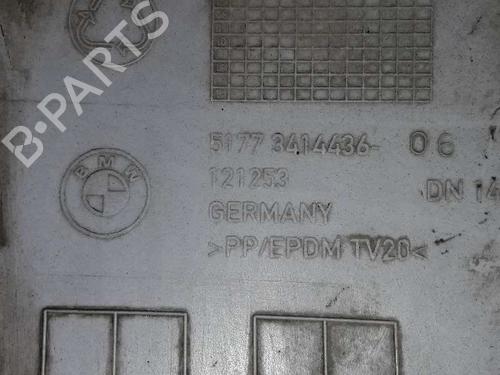 B-PARTS
5177 3414436- 06
121253 DN 14
GERMANY
>PP/EPDM TV20<
BMW